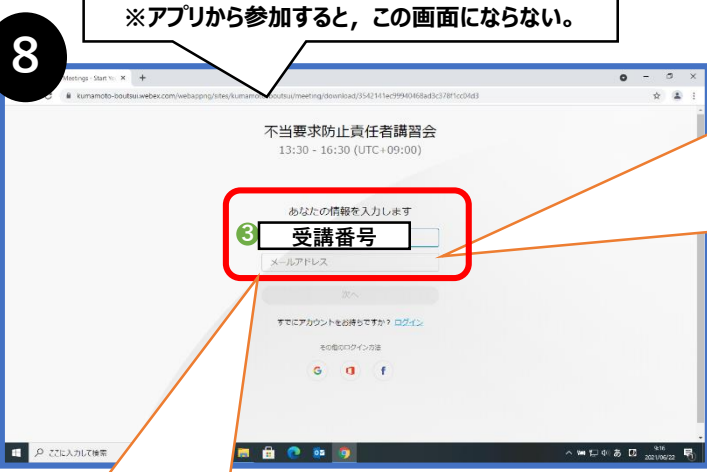 ※アプリから参加すると，この画面にならない。
8
Meetings - Start
kumamoto-boutsui.webex.com/webappng/sites/kumamoto-boutsui/meeting/download/3542141ec99940468ad3c378f1cc04d3
不当要求防止責任者講習会
13:30 - 16:30 (UTC+09:00)
あなたの情報を入力します
3 受講番号
メールアドレス
次へ
すでにアカウントをお持ちですか？ ログイン
その他のログイン方法
ここに入力して検索
あ
9:16
2021/06/22